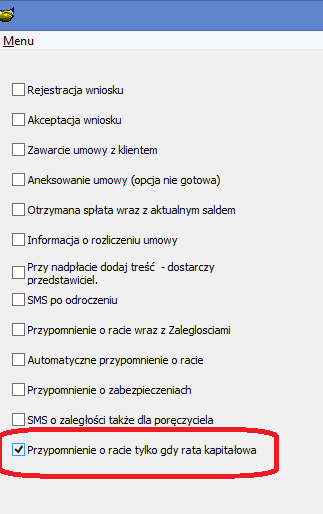 Menu
Rejestracja wniosku
Akceptacja wniosku
Zawarcie umowy z klientem
Aneksowanie umowy (opcja nie gotowa)
Otrzymana spłata wraz z aktualnym saldem
Informacja o rozliczeniu umowy
Przy nadpłacie dodaj treść - dostarczy
przedstawiciel.
SMS po odroczeniu
Przypomnienie o racie wraz z Zaleglosciami
Automatyczne przypomnienie o racie
Przypomnienie o zabezpieczeniach
SMS o zaległości także dla poręczyciela
Przypomnienie o racie tylko gdy rata kapitałowa